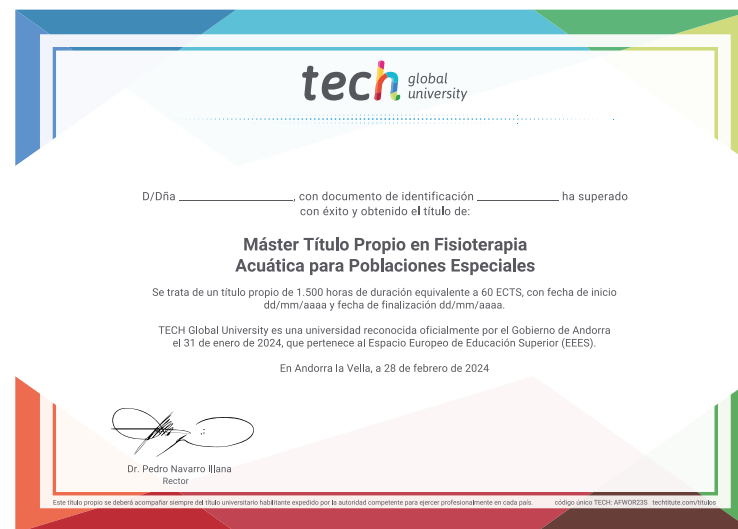 tech global university
D/Dña ______________________, con documento de identificación ________________ ha superado
con éxito y obtenido el título de:
Máster Título Propio en Fisioterapia
Acuática para Poblaciones Especiales
Se trata de un título propio de 1.500 horas de duración equivalente a 60 ECTS, con fecha de inicio
dd/mm/aaaa y fecha de finalización dd/mm/aaaa.
TECH Global University es una universidad reconocida oficialmente por el Gobierno de Andorra
el 31 de enero de 2024, que pertenece al Espacio Europeo de Educación Superior (EEES).
En Andorra la Vella, a 28 de febrero de 2024
Dr. Pedro Navarro Illana
Rector
Este título propio se deberá acompañar siempre del título universitario habilitante expedido por la autoridad competente para ejercer profesionalmente en cada país. código único TECH: AFWOR23S techtitute.com/titulos